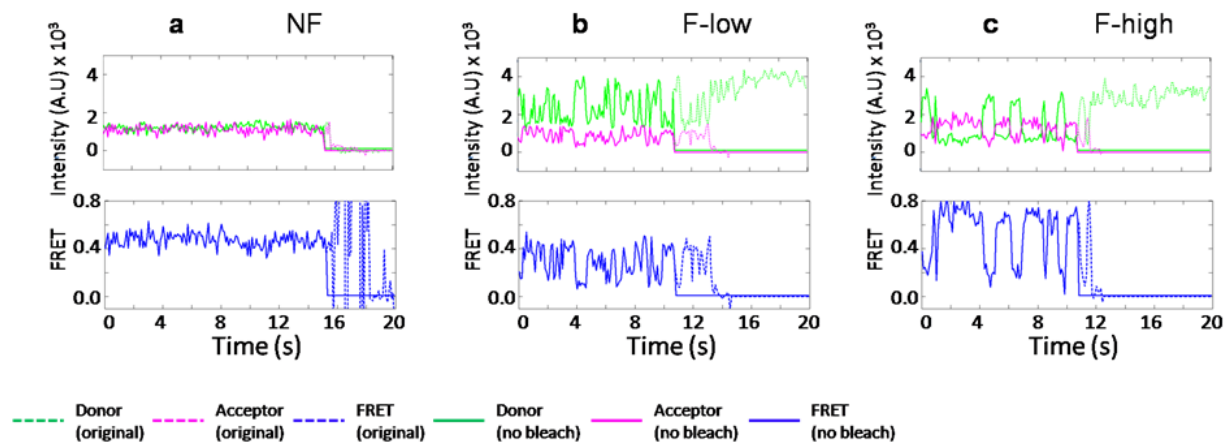 a NF
b F-low
c F-high
Intensity (A.U) x 10³
4
2
0
Intensity (A.U) x 10³
4
2
0
Intensity (A.U) x 10³
4
2
0
FRET
0.8
0.4
0.0
0 4 8 12 14 16 20
Time (s)
FRET
0.8
0.4
0.0
0 4 8 12 16 20
Time (s)
FRET
0.8
0.4
0.0
0 4 8 12 16 20
Time (s)
Donor Acceptor FRET Donor Acceptor FRET
(original) (original) (original) (no bleach) (no bleach) (no bleach)